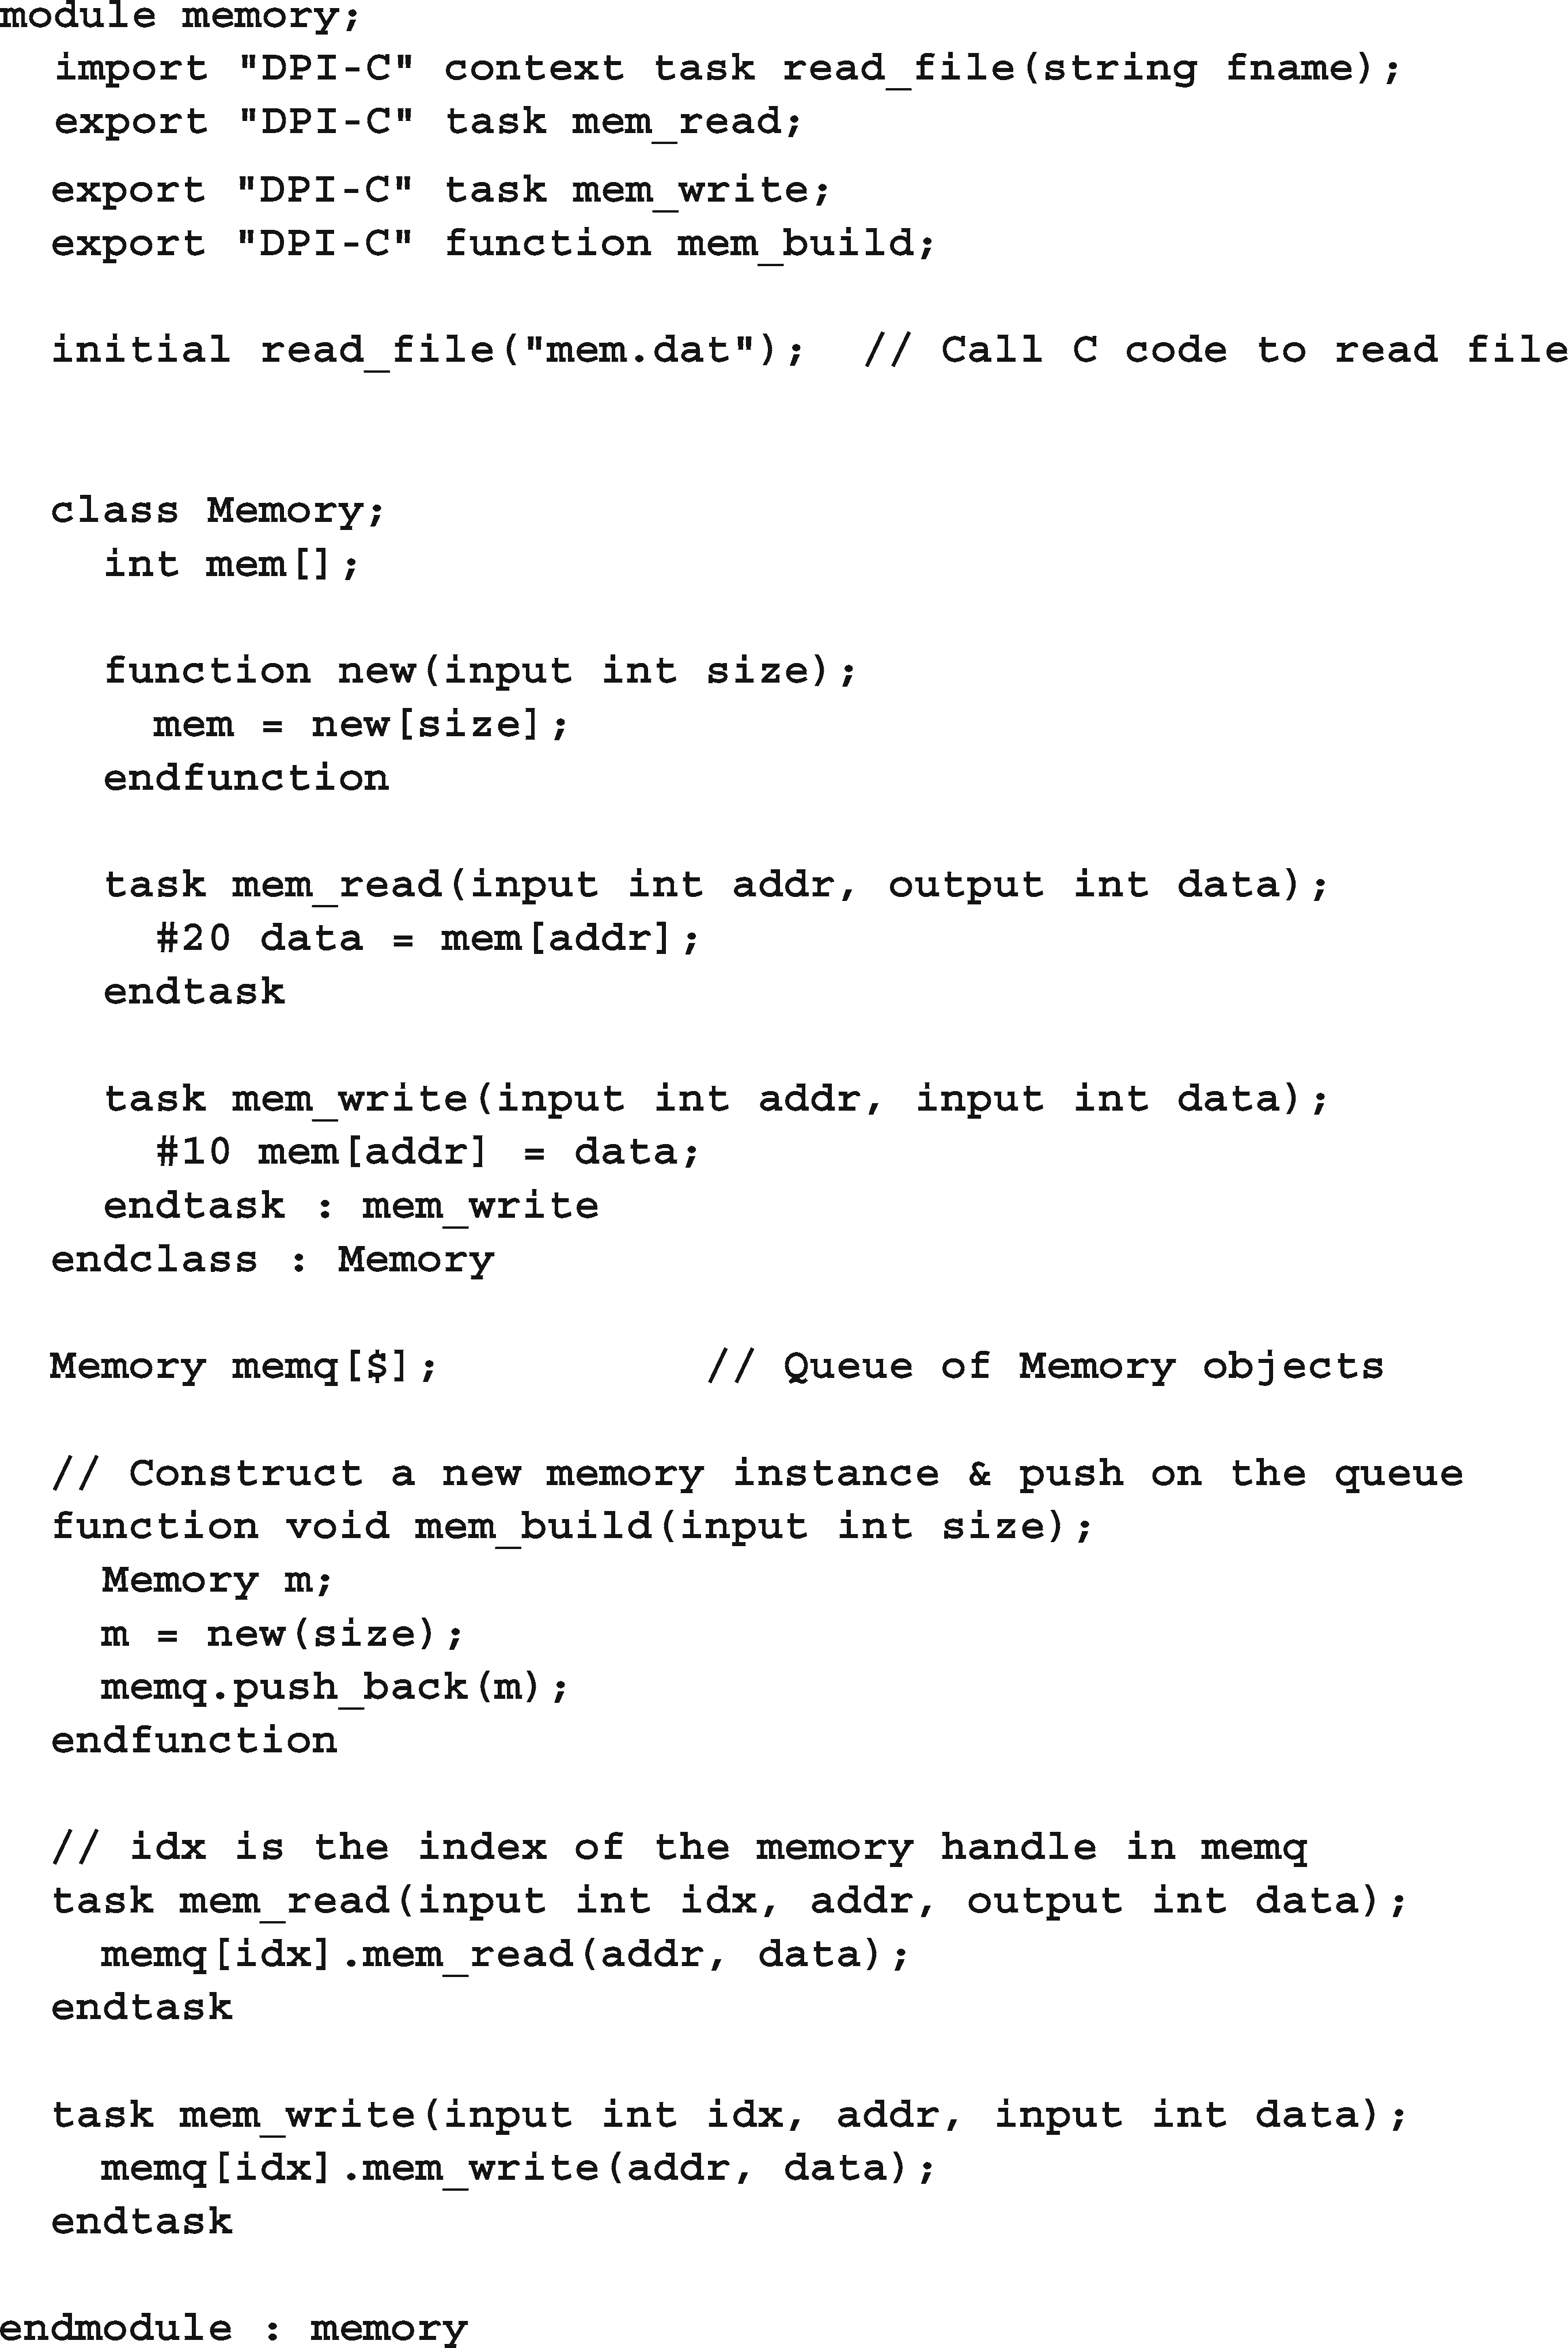 module memory;
  import "DPI-C" context task read_file(string fname);
  export "DPI-C" task mem_read;
  export "DPI-C" task mem_write;
  export "DPI-C" function mem_build;

  initial read_file("mem.dat");  // Call C code to read file

  class Memory;
    int mem[];

    function new(input int size);
      mem = new[size];
    endfunction

    task mem_read(input int addr, output int data);
      #20 data = mem[addr];
    endtask

    task mem_write(input int addr, input int data);
      #10 mem[addr] = data;
    endtask : mem_write
  endclass : Memory

  Memory memq[$];          // Queue of Memory objects

  // Construct a new memory instance & push on the queue
  function void mem_build(input int size);
    Memory m;
    m = new(size);
    memq.push_back(m);
  endfunction

  // idx is the index of the memory handle in memq
  task mem_read(input int idx, addr, output int data);
    memq[idx].mem_read(addr, data);
  endtask

  task mem_write(input int idx, addr, input int data);
    memq[idx].mem_write(addr, data);
  endtask

endmodule : memory